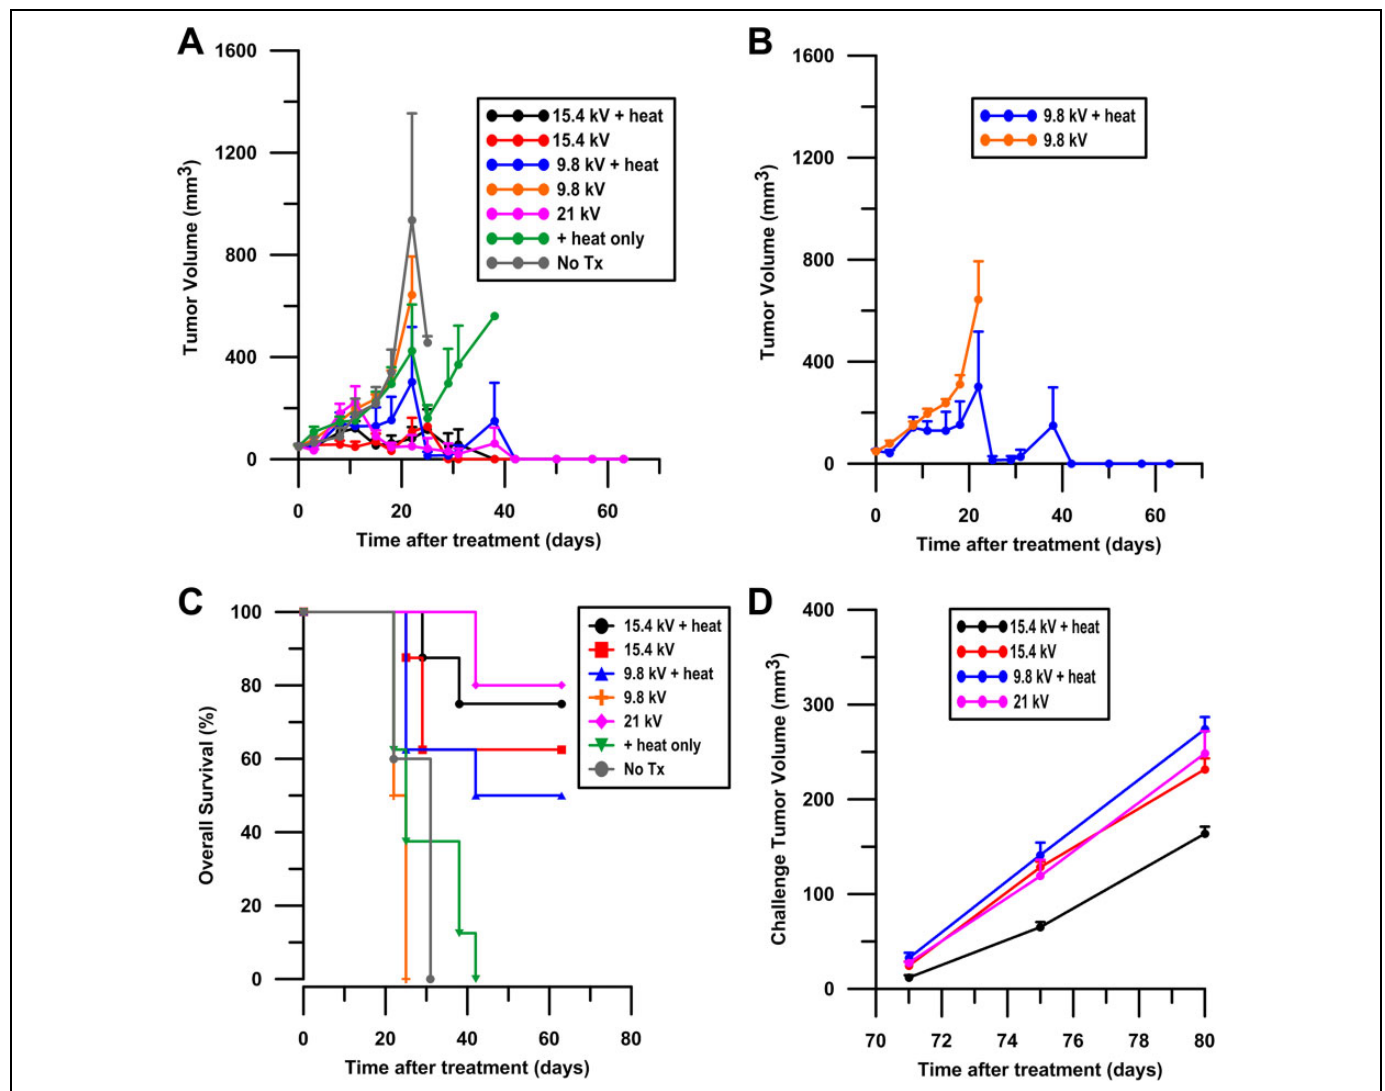 A
1600
1200
800
400
0
Tumor Volume (mm3)
15.4 kV + heat
15.4 kV
9.8 kV + heat
9.8 kV
21 kV
+ heat only
No Tx
0 20 40 60
Time after treatment (days)
B
1600
1200
800
400
0
Tumor Volume (mm3)
9.8 kV + heat
9.8 kV
0 20 40 60
Time after treatment (days)
C
100
80
60
40
20
0
Overall Survival (%)
15.4 kV + heat
15.4 kV
9.8 kV + heat
9.8 kV
21 kV
+ heat only
No Tx
0 20 40 60 80
Time after treatment (days)
D
400
300
200
100
0
Challenge Tumor Volume (mm3)
15.4 kV + heat
15.4 kV
9.8 kV + heat
21 kV
70 72 74 76 78 80
Time after treatment (days)